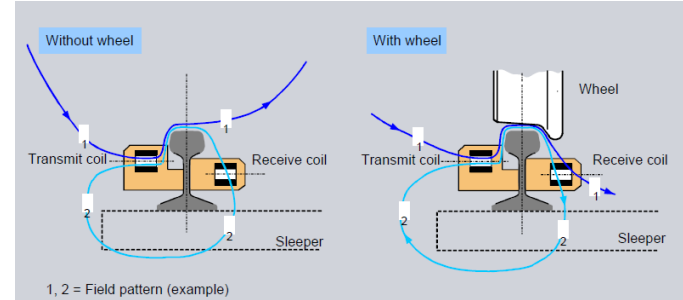 Without wheel
With wheel
Wheel
1
1
1
Transmit coil
Receive coil
Transmit coil
Receive coil
1
2
2
2
2
Sleeper
Sleeper
1, 2 = Field pattern (example)